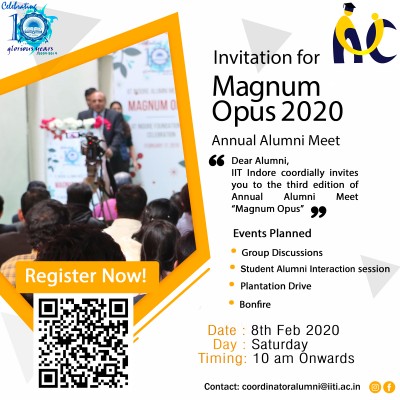 Celebrating
10
glorious years
Invitation for
Magnum
Opus 2020
Annual Alumni Meet
“ Dear Alumni,
IIT Indore coordially invites
you to the third edition of
Annual Alumni Meet
“Magnum Opus” ”
Events Planned
Group Discussions
Student Alumni Interaction session
Plantation Drive
Bonfire
MAGNUM O
Register Now!
Date : 8th Feb 2020
Day : Saturday
Timing: 10 am Onwards
Contact: coordinatoralumni@iiti.ac.in